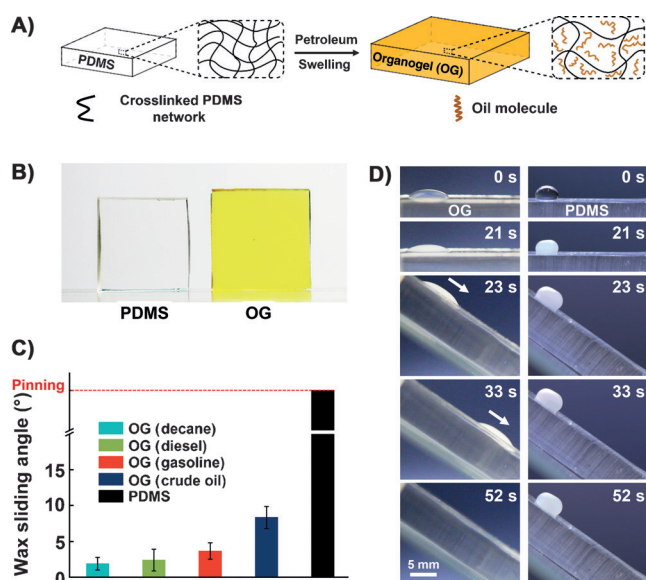 A)
PDMS
Petroleum
Swelling
Organogel (OG)
Crosslinked PDMS
network
Oil molecule
B)
PDMS
OG
C)
Wax sliding angle (°)
Pinning
15
10
5
0
OG (decane)
OG (diesel)
OG (gasoline)
OG (crude oil)
PDMS
D)
0 s
OG
0 s
PDMS
21 s
21 s
23 s
23 s
33 s
33 s
52 s
5 mm
52 s